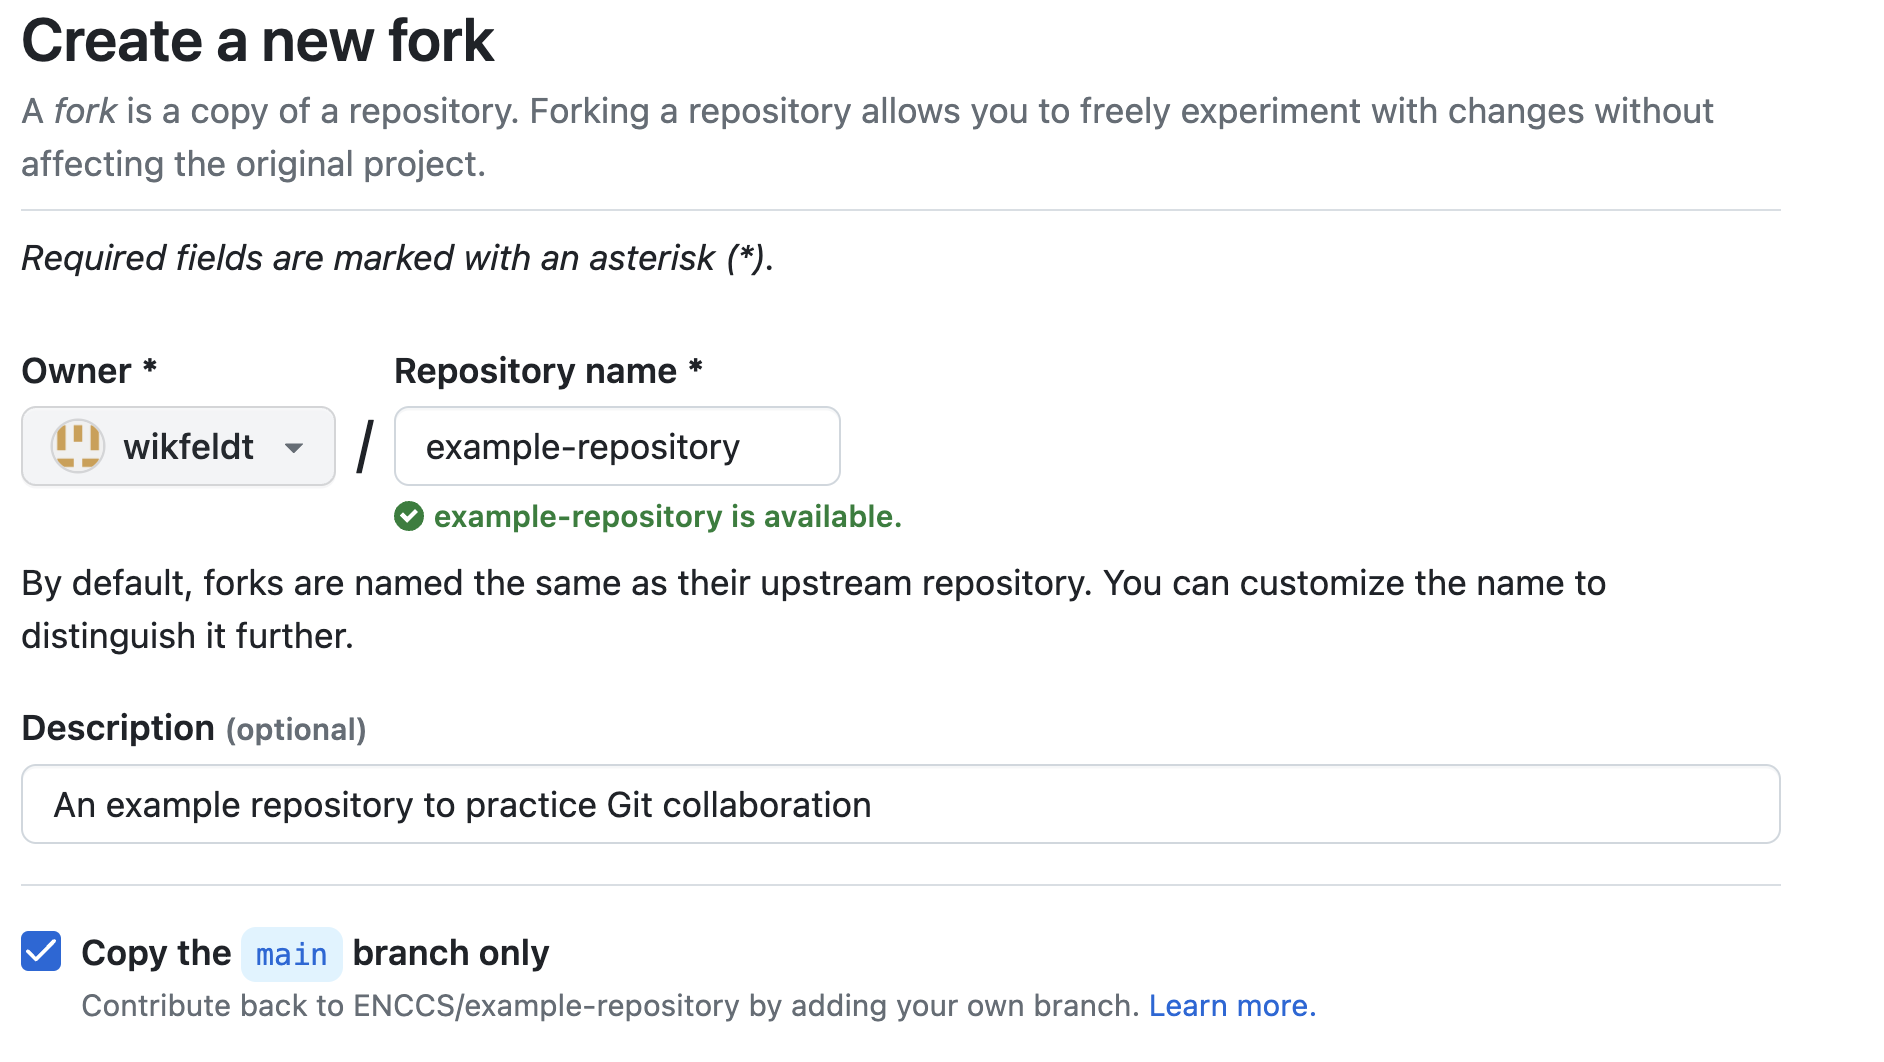 Create a new fork
A fork is a copy of a repository. Forking a repository allows you to freely experiment with changes without
affecting the original project.
Required fields are marked with an asterisk (*).
Owner * Repository name *
wikfeldt / example-repository
example-repository is available.
By default, forks are named the same as their upstream repository. You can customize the name to
distinguish it further.
Description (optional)
An example repository to practice Git collaboration
Copy the main branch only
Contribute back to ENCCS/example-repository by adding your own branch. Learn more.